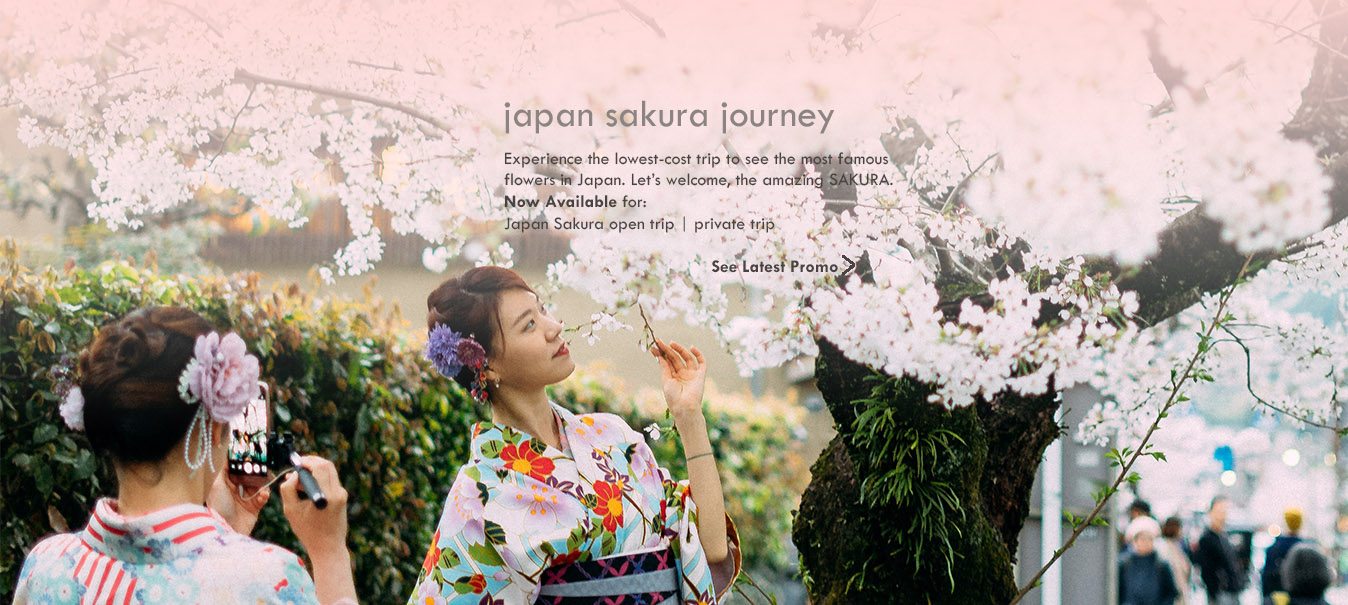 japan sakura journey
Experience the lowest-cost trip to see the most famous
flowers in Japan. Let's welcome, the amazing SAKURA.
Now Available for:
Japan Sakura open trip | private trip
See Latest Promo